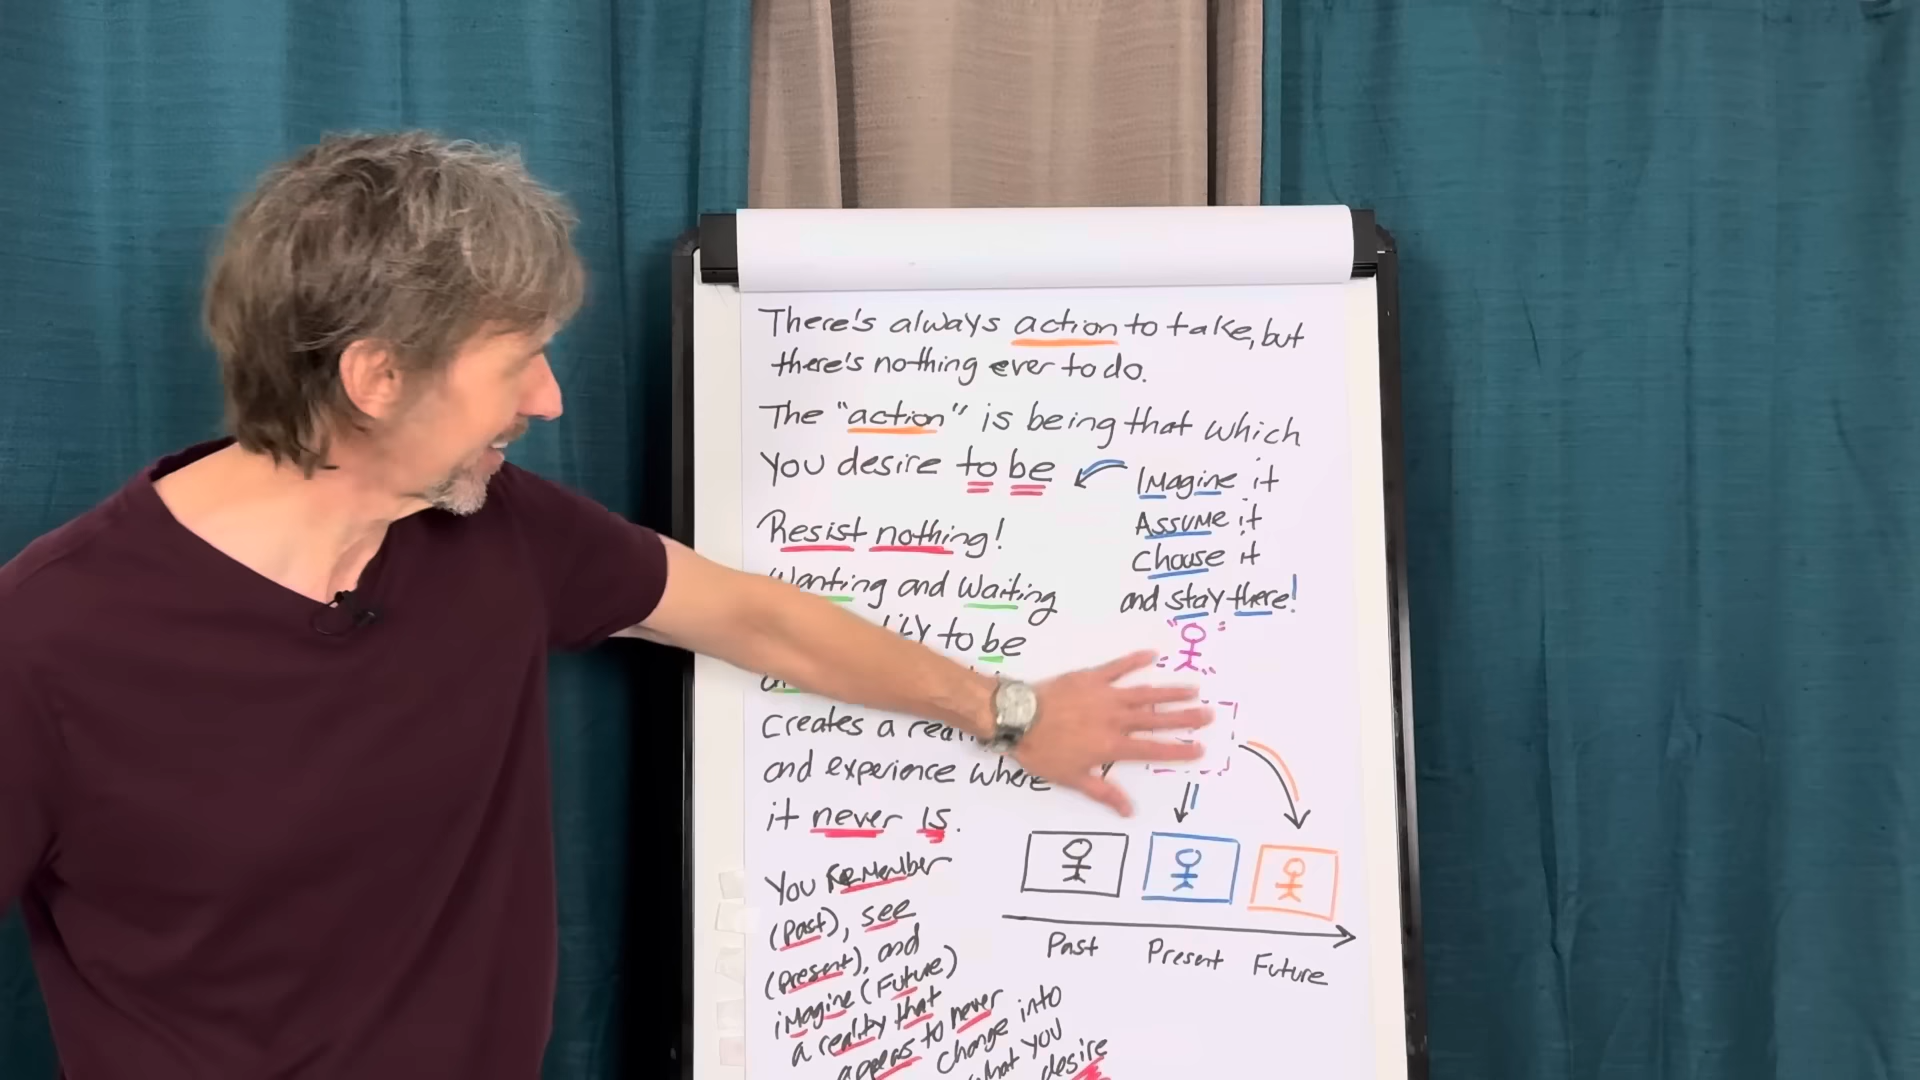 There's always action to take, but
there's nothing ever to do.
The "action" is being that which
you desire to be
Imagine it
Assume it
Choose it
and stay there!
Resist nothing!
Wanting and waiting
to be
creates a
and experience where
it never is.
You remember
(past), see
(present), and
imagine (future)
a reality that
appears to never
change into
what you
desire
Past Present Future